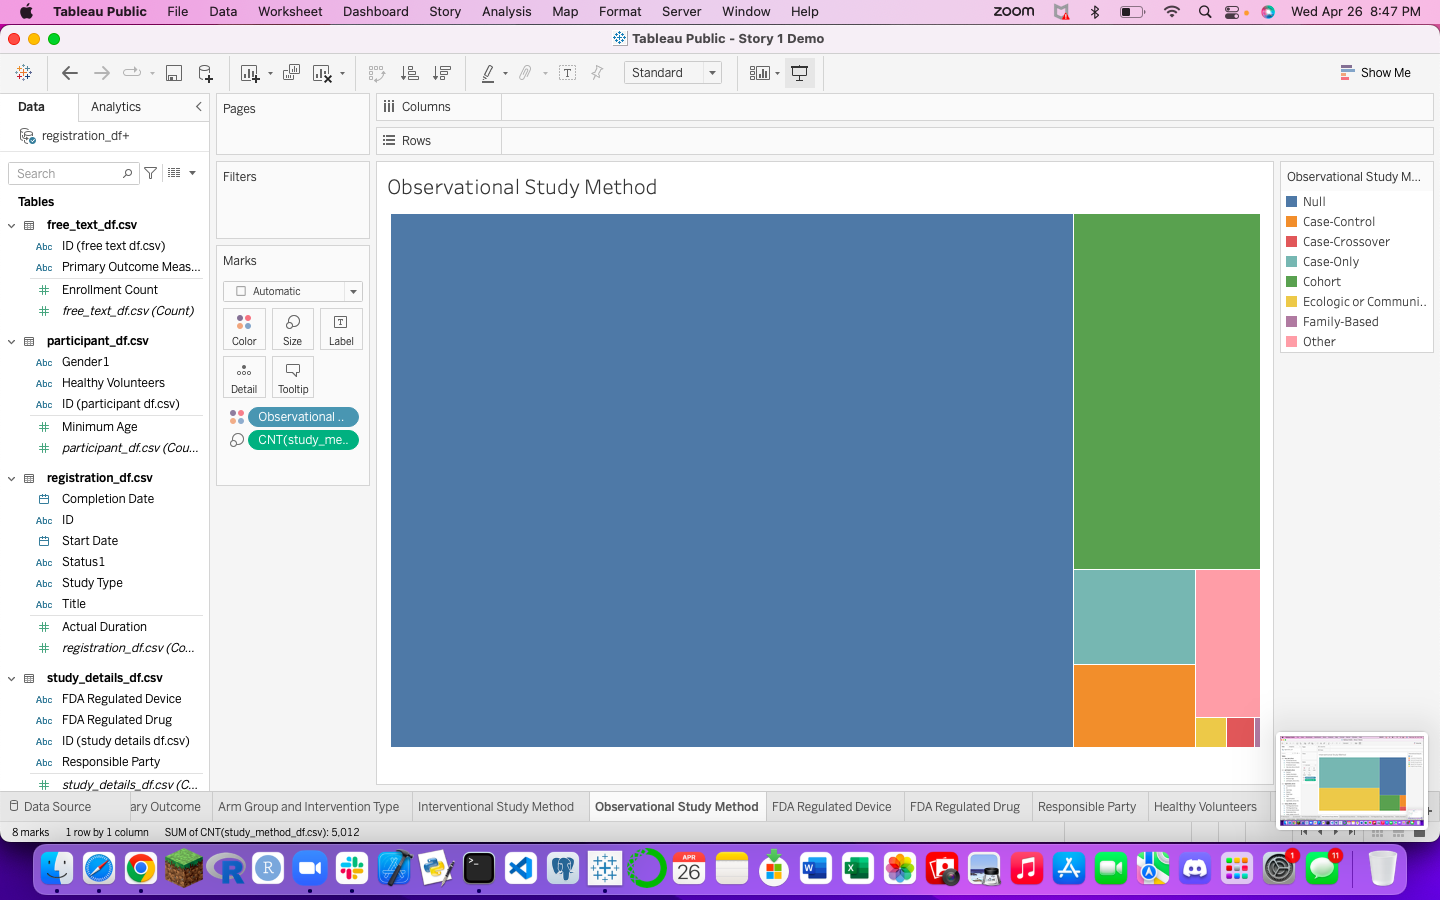 Tableau Public File Data Worksheet Dashboard Story Analysis Map Format Server Window Help zoom Wed Apr 26 8:47 PM
Tableau Public - Story 1 Demo
Standard Show Me
Data Analytics
registration_df+
Search
Tables
free_text_df.csv
Abc ID (free text df.csv)
Abc Primary Outcome Meas...
Enrollment Count
free_text_df.csv (Count)
participant_df.csv
Abc Gender1
Abc Healthy Volunteers
Abc ID (participant df.csv)
Minimum Age
participant_df.csv (Cou...
registration_df.csv
Completion Date
Abc ID
Start Date
Abc Status1
Abc Study Type
Abc Title
Actual Duration
registration_df.csv (Co...
study_details_df.csv
Abc FDA Regulated Device
Abc FDA Regulated Drug
Abc ID (study details df.csv)
Abc Responsible Party
study_details_df.csv (C...
Pages
Filters
Marks
Automatic
Color Size Label
Detail Tooltip
Observational ..
CNT(study_me..
Columns
Rows
Observational Study Method
Observational Study M...
Null
Case-Control
Case-Crossover
Case-Only
Cohort
Ecologic or Communi..
Family-Based
Other
Data Source ary Outcome Arm Group and Intervention Type Interventional Study Method Observational Study Method FDA Regulated Device FDA Regulated Drug Responsible Party Healthy Volunteers
8 marks 1 row by 1 column SUM of CNT(study_method_df.csv): 5,012
APR
26
1
11